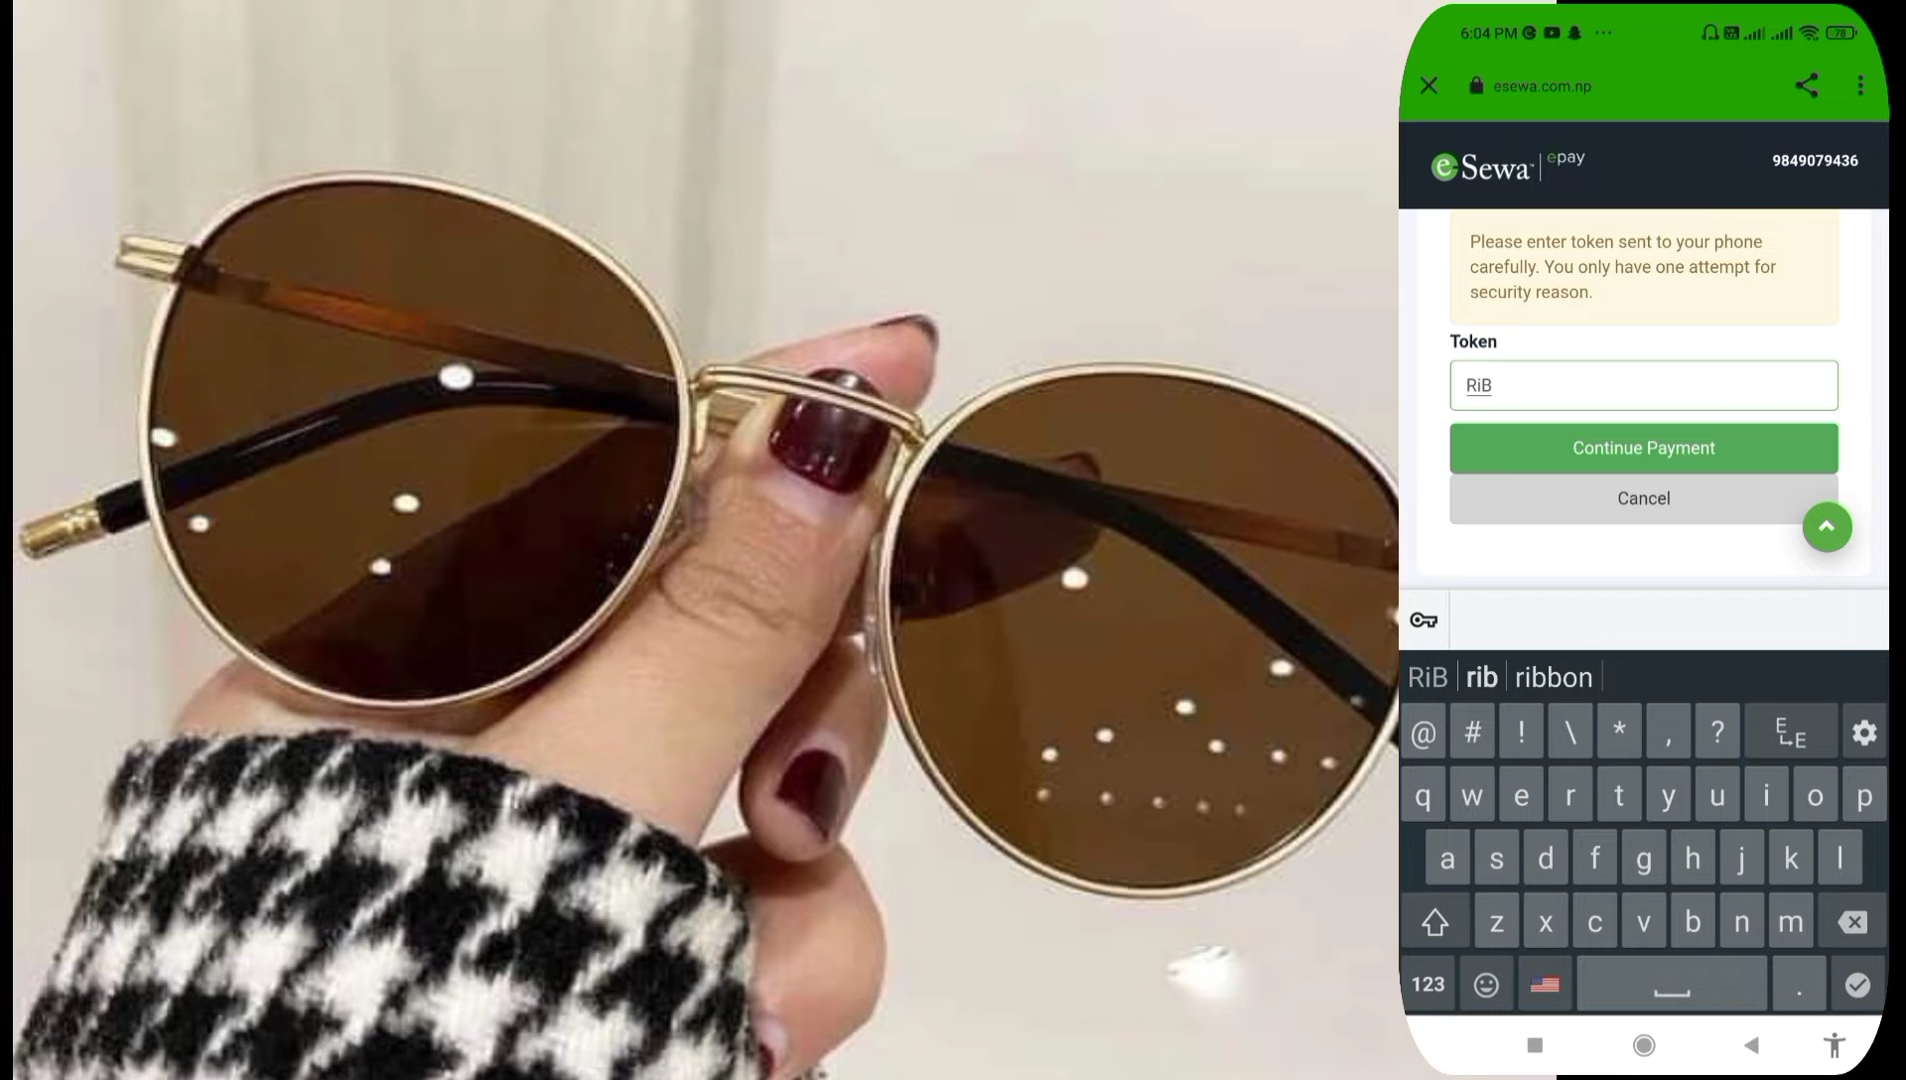 6:04 PM
78
esewa.com.np
eSewa epay
9849079436
Please enter token sent to your phone
carefully. You only have one attempt for
security reason.
Token
RiB
Continue Payment
Cancel
RiB rib ribbon
@ # ! \ * , ? E E
q w e r t y u i o p
a s d f g h j k l
z x c v b n m
123 .